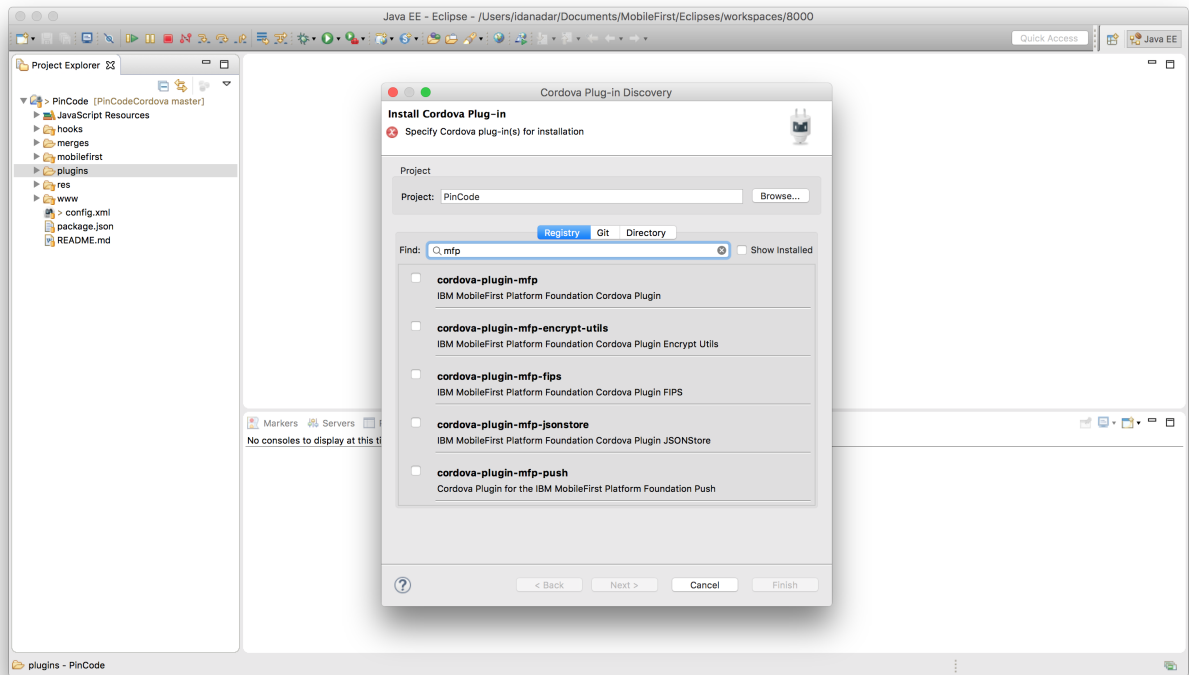 Java EE - Eclipse - /Users/idanadar/Documents/MobileFirst/Eclipses/workspaces/8000
Quick Access
Java EE
Project Explorer
> PinCode [PinCodeCordova master]
JavaScript Resources
hooks
merges
mobilefirst
plugins
res
www
> config.xml
package.json
README.md
Cordova Plug-in Discovery
Install Cordova Plug-in
Specify Cordova plug-in(s) for installation
Project
Project: PinCode Browse...
Registry Git Directory
Find: mfp Show Installed
cordova-plugin-mfp
IBM MobileFirst Platform Foundation Cordova Plugin
cordova-plugin-mfp-encrypt-utils
IBM MobileFirst Platform Foundation Cordova Plugin Encrypt Utils
cordova-plugin-mfp-fips
IBM MobileFirst Platform Foundation Cordova Plugin FIPS
cordova-plugin-mfp-jsonstore
IBM MobileFirst Platform Foundation Cordova Plugin JSONStore
cordova-plugin-mfp-push
Cordova Plugin for the IBM MobileFirst Platform Foundation Push
? < Back Next > Cancel Finish
Markers Servers
No consoles to display at this ti
plugins - PinCode